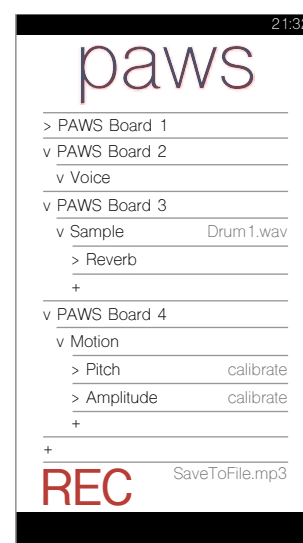 21:32
paws
> PAWS Board 1
v PAWS Board 2
v Voice
v PAWS Board 3
v Sample Drum1.wav
> Reverb
+
v PAWS Board 4
v Motion
> Pitch calibrate
> Amplitude calibrate
+
+
REC SaveToFile.mp3